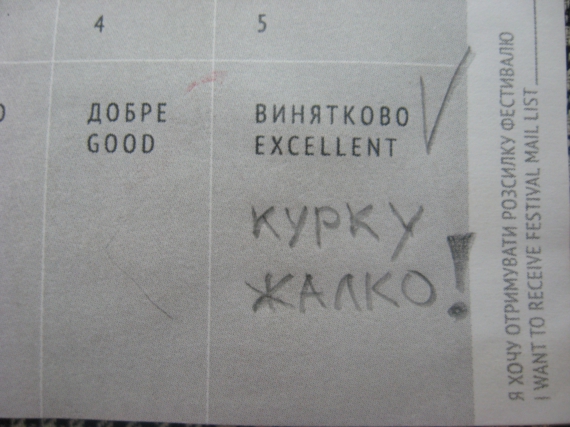 4
5
ДОБРЕ
GOOD
ВИНЯТКОВО
EXCELLENT
КУРКУ
ЖАЛКО!
Я ХОЧУ ОТРИМУВАТИ РОЗСИЛКУ ФЕСТИВАЛЮ
I WANT TO RECEIVE FESTIVAL MAIL LIST